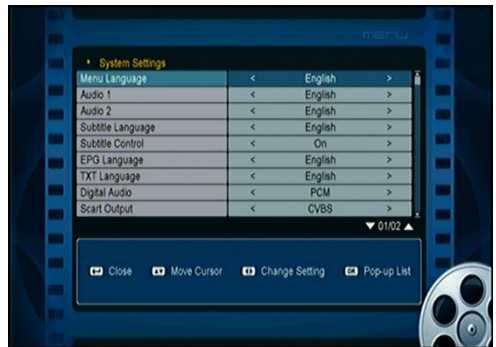 menu
System Settings
Menu Language < English >
Audio 1 < English >
Audio 2 < English >
Subtitle Language < English >
Subtitle Control < On >
EPG Language < English >
TXT Language < English >
Digital Audio < PCM >
Scart Output < CVBS >
▼ 01/02 ▲
Close Move Cursor Change Setting OK Pop-up List